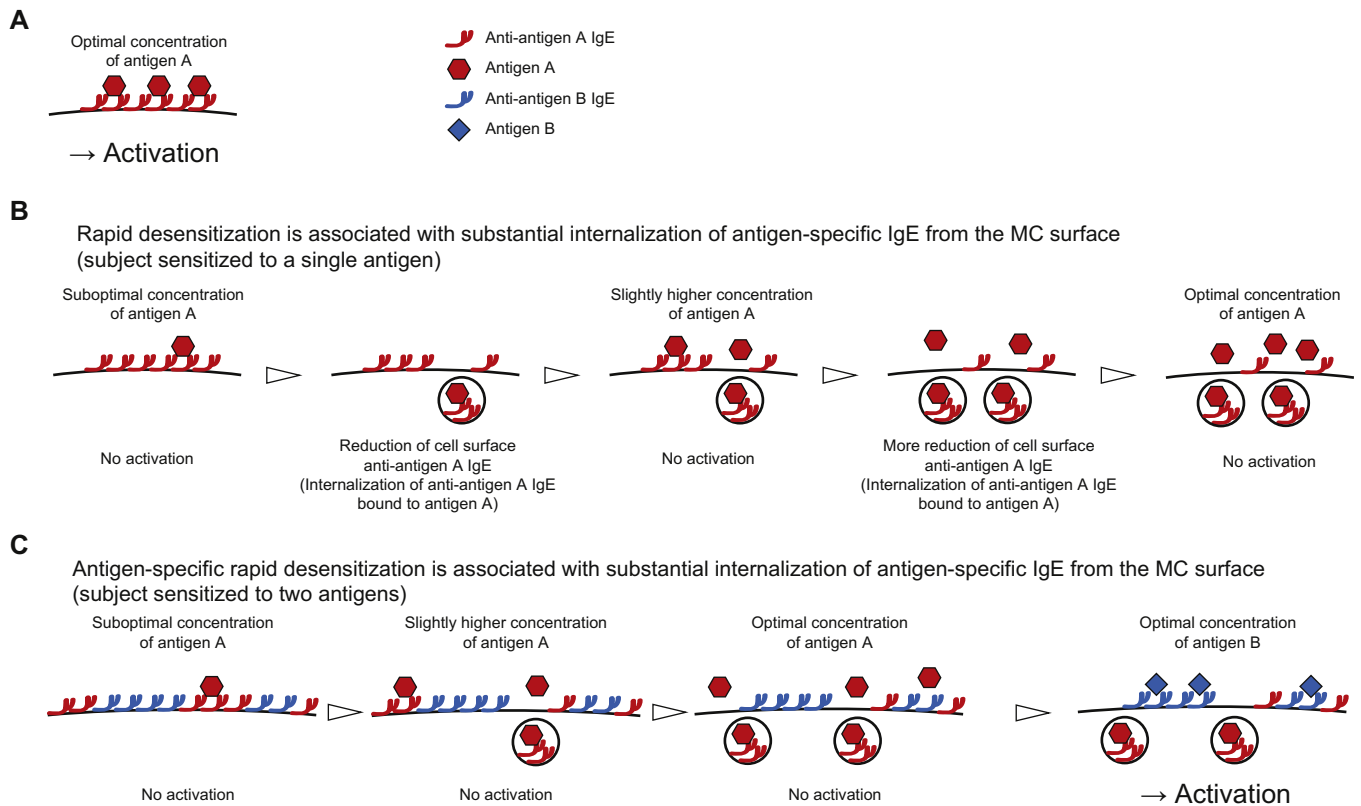 A
Optimal concentration
of antigen A
→ Activation
Anti-antigen A IgE
Antigen A
Anti-antigen B IgE
Antigen B
B
Rapid desensitization is associated with substantial internalization of antigen-specific IgE from the MC surface
(subject sensitized to a single antigen)
Suboptimal concentration
of antigen A
No activation
Reduction of cell surface
anti-antigen A IgE
(Internalization of anti-antigen A IgE
bound to antigen A)
Slightly higher concentration
of antigen A
No activation
More reduction of cell surface
anti-antigen A IgE
(Internalization of anti-antigen A IgE
bound to antigen A)
Optimal concentration
of antigen A
No activation
C
Antigen-specific rapid desensitization is associated with substantial internalization of antigen-specific IgE from the MC surface
(subject sensitized to two antigens)
Suboptimal concentration
of antigen A
No activation
Slightly higher concentration
of antigen A
No activation
Optimal concentration
of antigen A
No activation
Optimal concentration
of antigen B
→ Activation